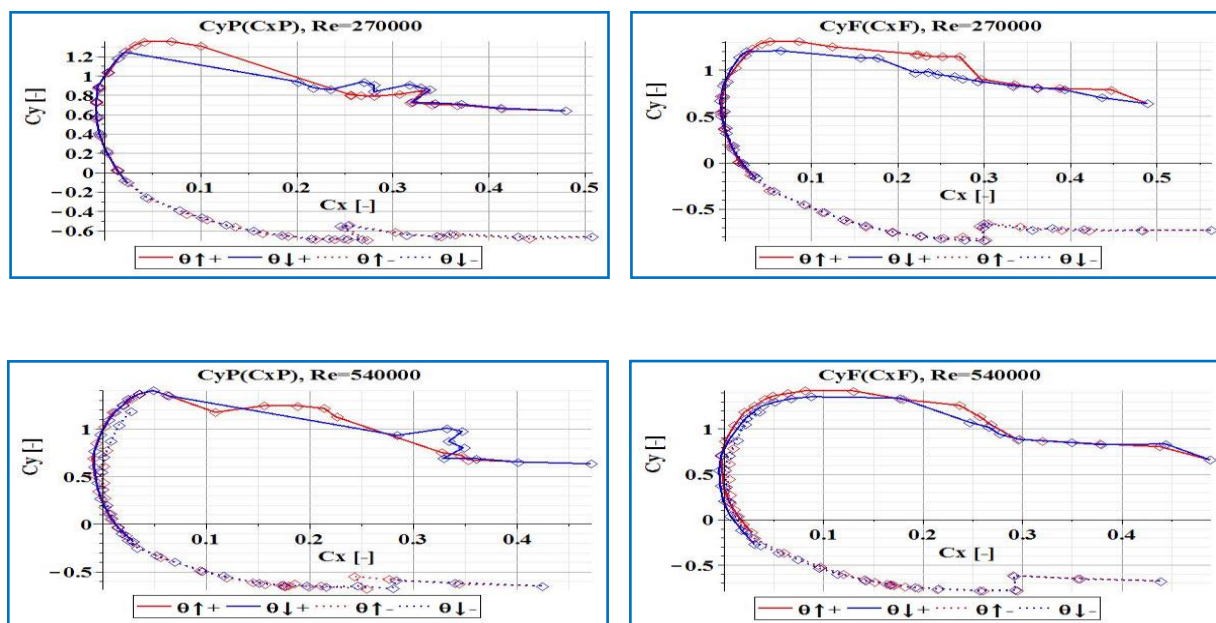 CyP(CxP), Re=270000
Cy [-]
1.2
1
0.8
0.6
0.4
0.2
0
−0.2
−0.4
−0.6
0.1 0.2 0.3 0.4 0.5
Cx [-]
θ↑+ θ↓+ θ↑− θ↓−
CyF(CxF), Re=270000
Cy [-]
1
0.5
0
−0.5
0.1 0.2 0.3 0.4 0.5
Cx [-]
θ↑+ θ↓+ θ↑− θ↓−
CyP(CxP), Re=540000
Cy [-]
1
0.5
0
−0.5
0.1 0.2 0.3 0.4
Cx [-]
θ↑+ θ↓+ θ↑− θ↓−
CyF(CxF), Re=540000
Cy [-]
1
0.5
0
−0.5
0.1 0.2 0.3 0.4
Cx [-]
θ↑+ θ↓+ θ↑− θ↓−